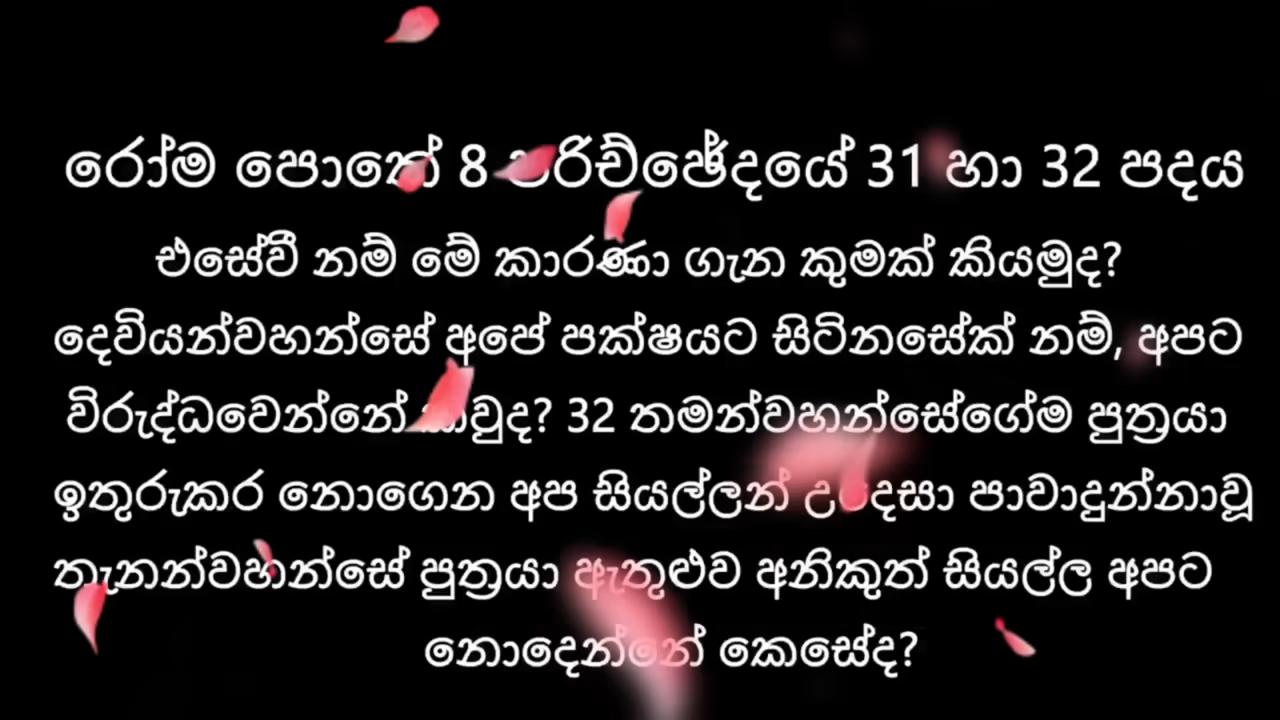 රෝම පොතේ 8 පරිච්ඡේදයේ 31 හා 32 පදය
එසේවී නම් මේ කාරණා ගැන කුමක් කියමුද?
දෙවියන්වහන්සේ අපේ පක්ෂයට සිටිනසේක් නම්, අපට
විරුද්ධවෙන්නේ කවුද? 32 තමන්වහන්සේගේම පුත්‍රයා
ඉතුරුකර නොගෙන අප සියල්ලන් උදෙසා පාවාදුන්නාවූ
තැනන්වහන්සේ පුත්‍රයා ඇතුළුව අනිකුත් සියල්ල අපට
නොදෙන්නේ කෙසේද?